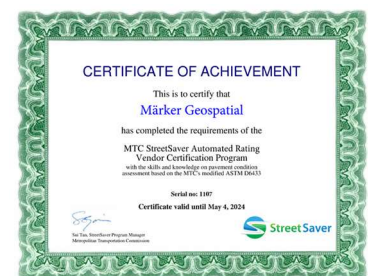 CERTIFICATE OF ACHIEVEMENT
This is to certify that
Märker Geospatial
has completed the requirements of the
MTC StreetSaver Automated Rating
Vendor Certification Program
with the skills and knowledge on pavement condition
assessment based on the MTC's modified ASTM D6433
Serial no: 1107
Certificate valid until May 4, 2024
Sui Tan, StreetSaver Program Manager
Metropolitan Transportation Commission
StreetSaver